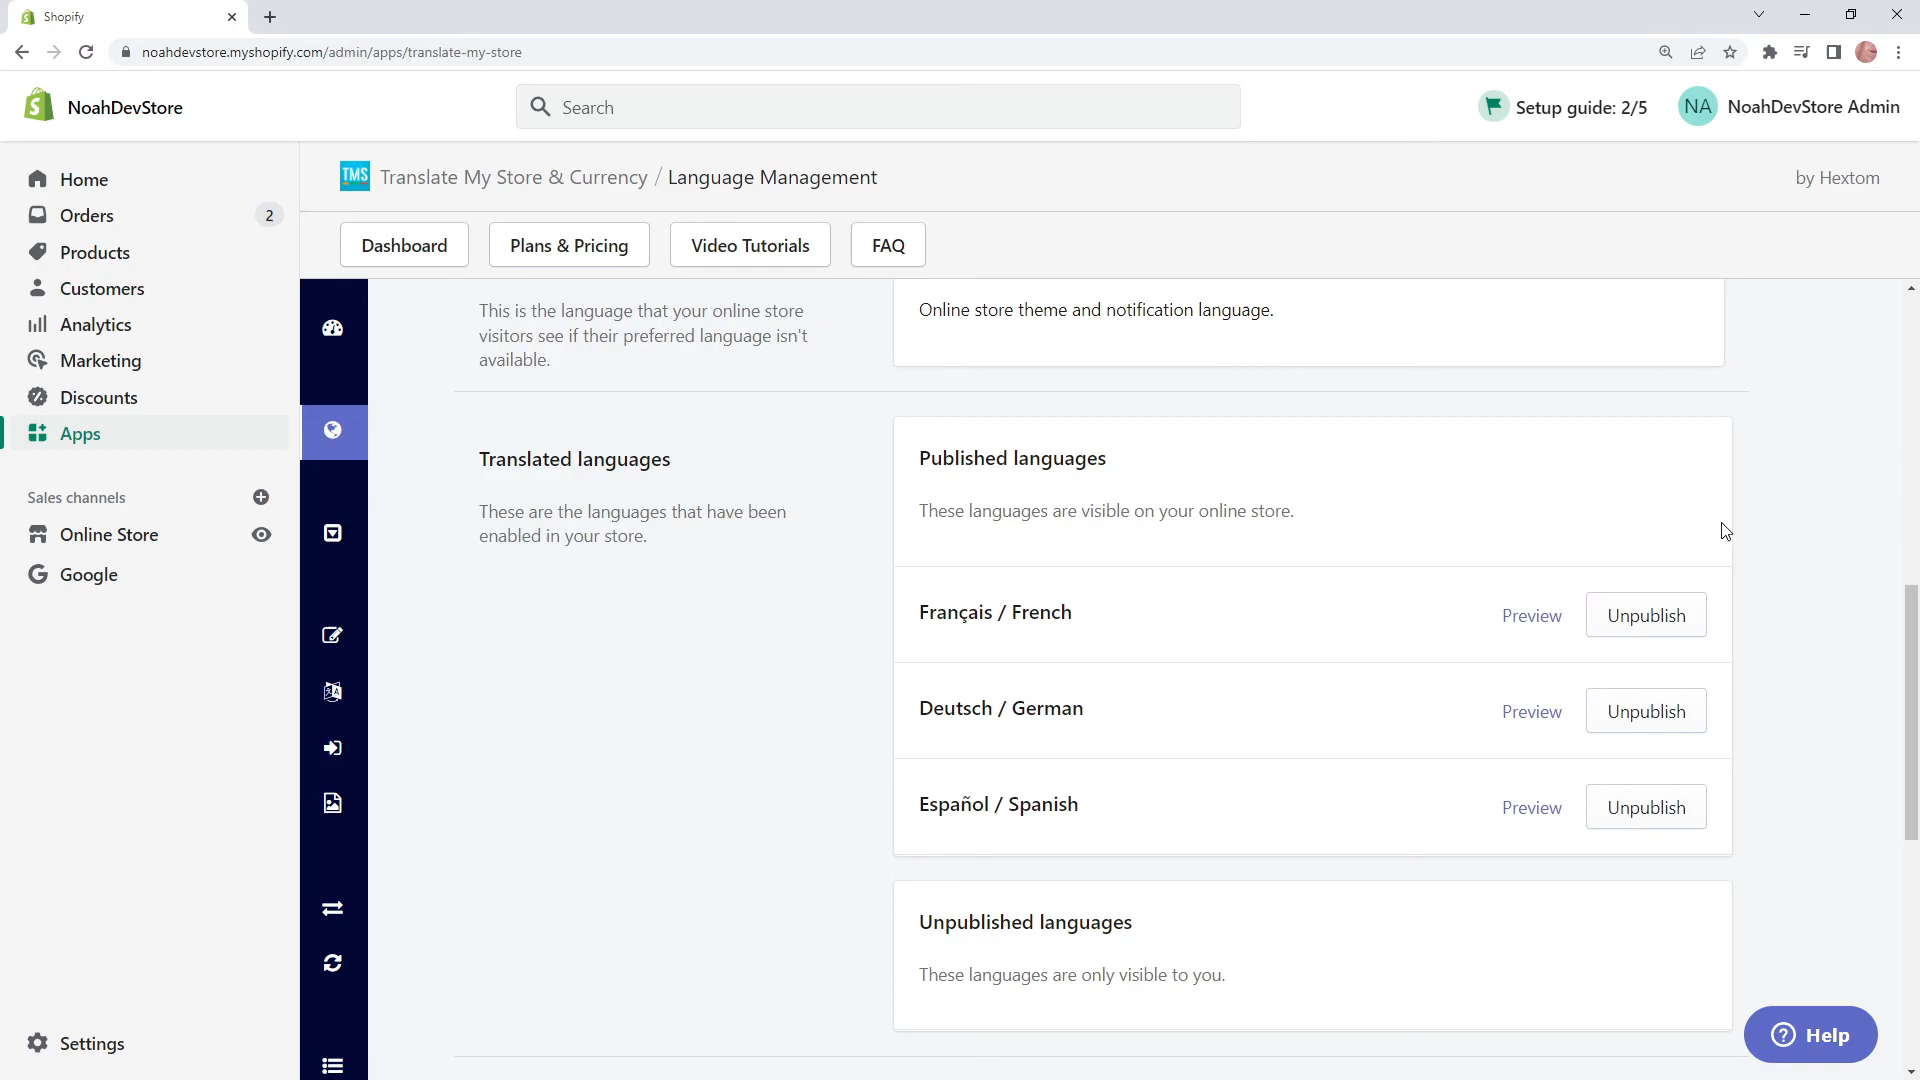 Shopify
noahdevstore.myshopify.com/admin/apps/translate-my-store
NoahDevStore
Search
Setup guide: 2/5
NA
NoahDevStore Admin
Home
Orders
2
Products
Customers
Analytics
Marketing
Discounts
Apps
Sales channels
Online Store
Google
Settings
TMS
Translate My Store & Currency / Language Management
by Hextom
Dashboard
Plans & Pricing
Video Tutorials
FAQ
This is the language that your online store
visitors see if their preferred language isn't
available.
Online store theme and notification language.
Translated languages
These are the languages that have been
enabled in your store.
Published languages
These languages are visible on your online store.
Français / French
Preview
Unpublish
Deutsch / German
Preview
Unpublish
Español / Spanish
Preview
Unpublish
Unpublished languages
These languages are only visible to you.
Help